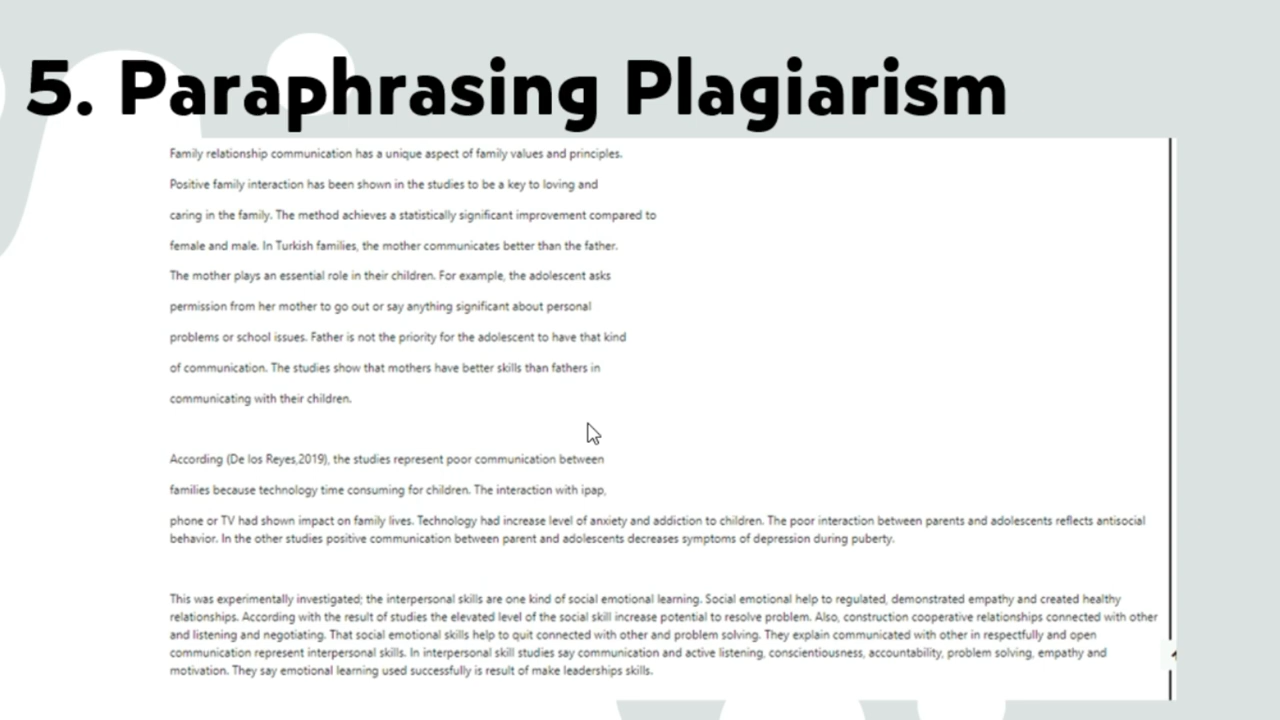 5. Paraphrasing Plagiarism
Family relationship communication has a unique aspect of family values and principles.
Positive family interaction has been shown in the studies to be a key to loving and
caring in the family. The method achieves a statistically significant improvement compared to
female and male. In Turkish families, the mother communicates better than the father.
The mother plays an essential role in their children. For example, the adolescent asks
permission from her mother to go out or say anything significant about personal
problems or school issues. Father is not the priority for the adolescent to have that kind
of communication. The studies show that mothers have better skills than fathers in
communicating with their children.
According (De los Reyes,2019), the studies represent poor communication between
families because technology time consuming for children. The interaction with ipap,
phone or TV had shown impact on family lives. Technology had increase level of anxiety and addiction to children. The poor interaction between parents and adolescents reflects antisocial
behavior. In the other studies positive communication between parent and adolescents decreases symptoms of depression during puberty.
This was experimentally investigated; the interpersonal skills are one kind of social emotional learning. Social emotional help to regulated, demonstrated empathy and created healthy
relationships. According with the result of studies the elevated level of the social skill increase potential to resolve problem. Also, construction cooperative relationships connected with other
and listening and negotiating. That social emotional skills help to quit connected with other and problem solving. They explain communicated with other in respectfully and open
communication represent interpersonal skills. In interpersonal skill studies say communication and active listening, conscientiousness, accountability, problem solving, empathy and
motivation. They say emotional learning used successfully is result of make leaderships skills.